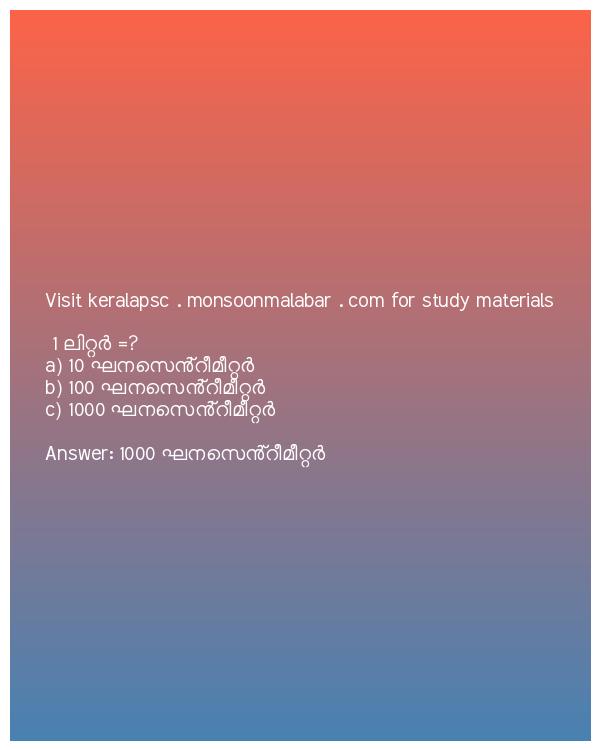 Visit keralapsc . monsoonmalabar . com for study materials
1 ലിറ്റർ =?
a) 10 ഘനസെൻ്റീമീറ്റർ
b) 100 ഘനസെൻ്റീമീറ്റർ
c) 1000 ഘനസെൻ്റീമീറ്റർ
Answer: 1000 ഘനസെൻ്റീമീറ്റർ